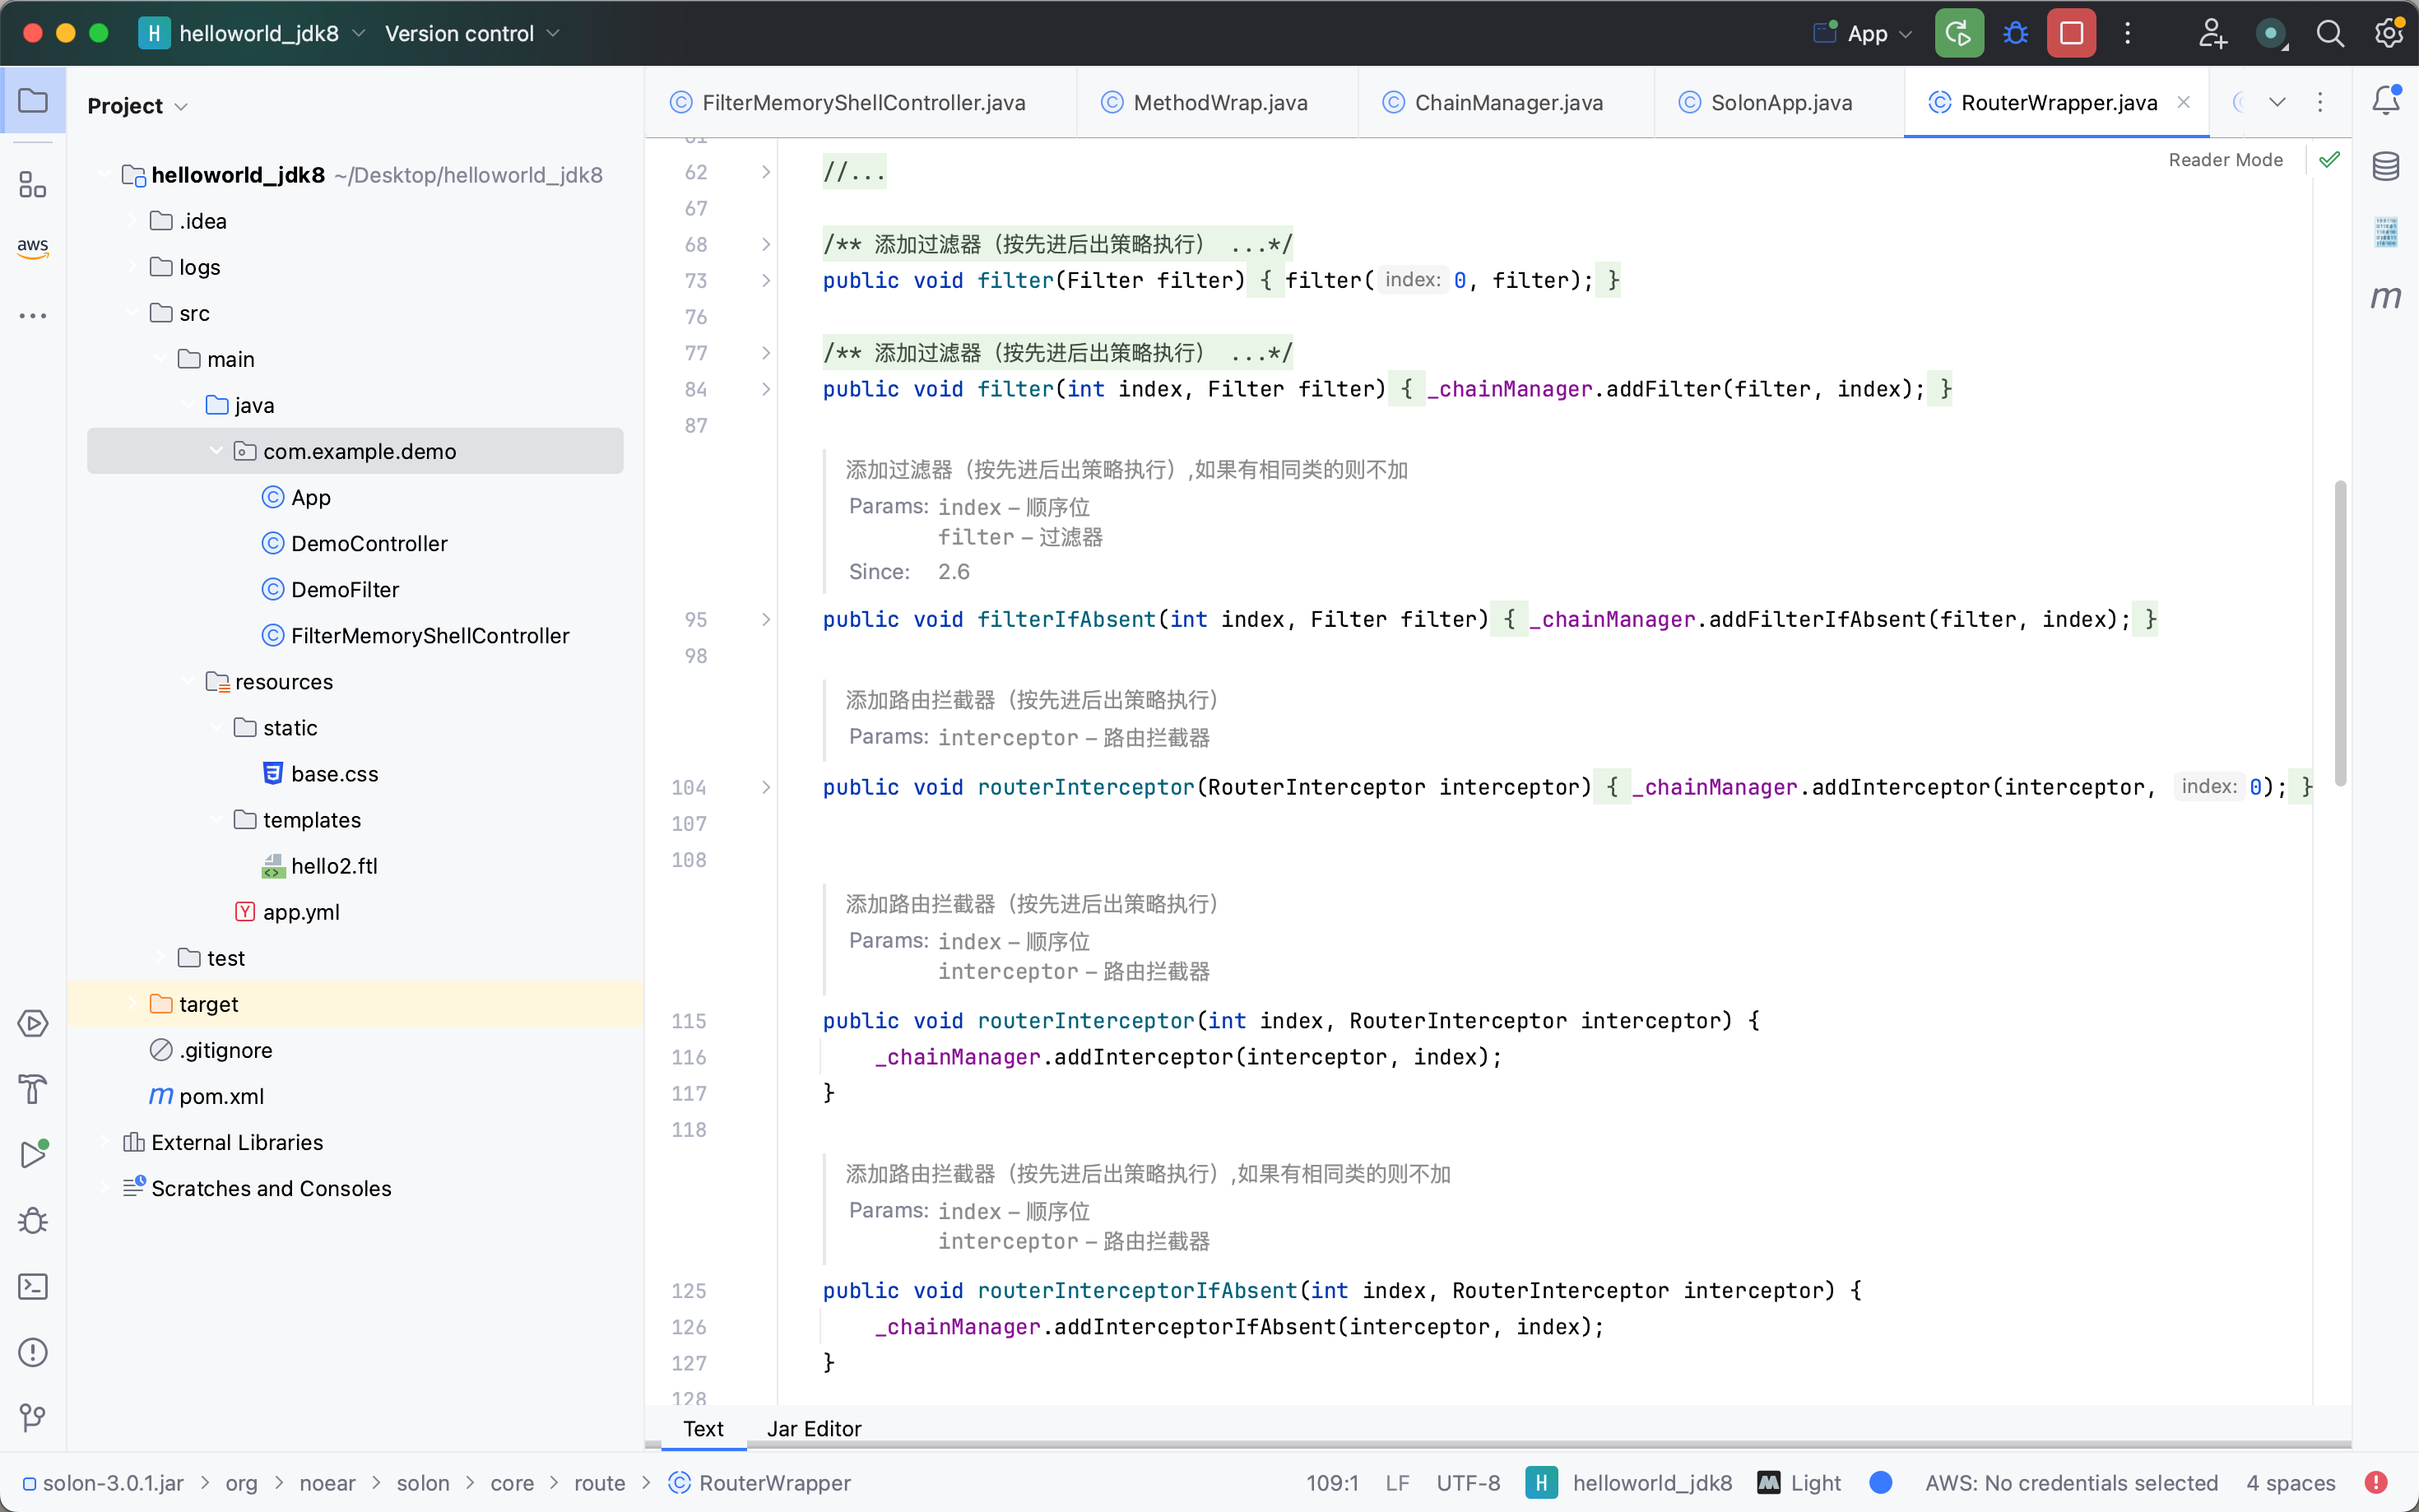 H helloworld_jdk8 Version control App
Project
FilterMemoryShellController.java MethodWrap.java ChainManager.java SolonApp.java RouterWrapper.java
Reader Mode
helloworld_jdk8 ~/Desktop/helloworld_jdk8
.idea
logs
src
main
java
com.example.demo
App
DemoController
DemoFilter
FilterMemoryShellController
resources
static
base.css
templates
hello2.ftl
app.yml
test
target
.gitignore
pom.xml
External Libraries
Scratches and Consoles
aws
61
62 //...
67
68 /** 添加过滤器（按先进后出策略执行） ...*/
73 public void filter(Filter filter) { filter( index: 0, filter); }
76
77 /** 添加过滤器（按先进后出策略执行） ...*/
84 public void filter(int index, Filter filter) { _chainManager.addFilter(filter, index); }
87
添加过滤器（按先进后出策略执行）,如果有相同类的则不加
Params: index – 顺序位
filter – 过滤器
Since: 2.6
95 public void filterIfAbsent(int index, Filter filter) { _chainManager.addFilterIfAbsent(filter, index); }
98
添加路由拦截器（按先进后出策略执行）
Params: interceptor – 路由拦截器
104 public void routerInterceptor(RouterInterceptor interceptor) { _chainManager.addInterceptor(interceptor, index: 0); }
107
108
添加路由拦截器（按先进后出策略执行）
Params: index – 顺序位
interceptor – 路由拦截器
115 public void routerInterceptor(int index, RouterInterceptor interceptor) {
116 _chainManager.addInterceptor(interceptor, index);
117 }
118
添加路由拦截器（按先进后出策略执行）,如果有相同类的则不加
Params: index – 顺序位
interceptor – 路由拦截器
125 public void routerInterceptorIfAbsent(int index, RouterInterceptor interceptor) {
126 _chainManager.addInterceptorIfAbsent(interceptor, index);
127 }
128
Text Jar Editor
solon-3.0.1.jar > org > noear > solon > core > route > RouterWrapper 109:1 LF UTF-8 H helloworld_jdk8 Light AWS: No credentials selected 4 spaces